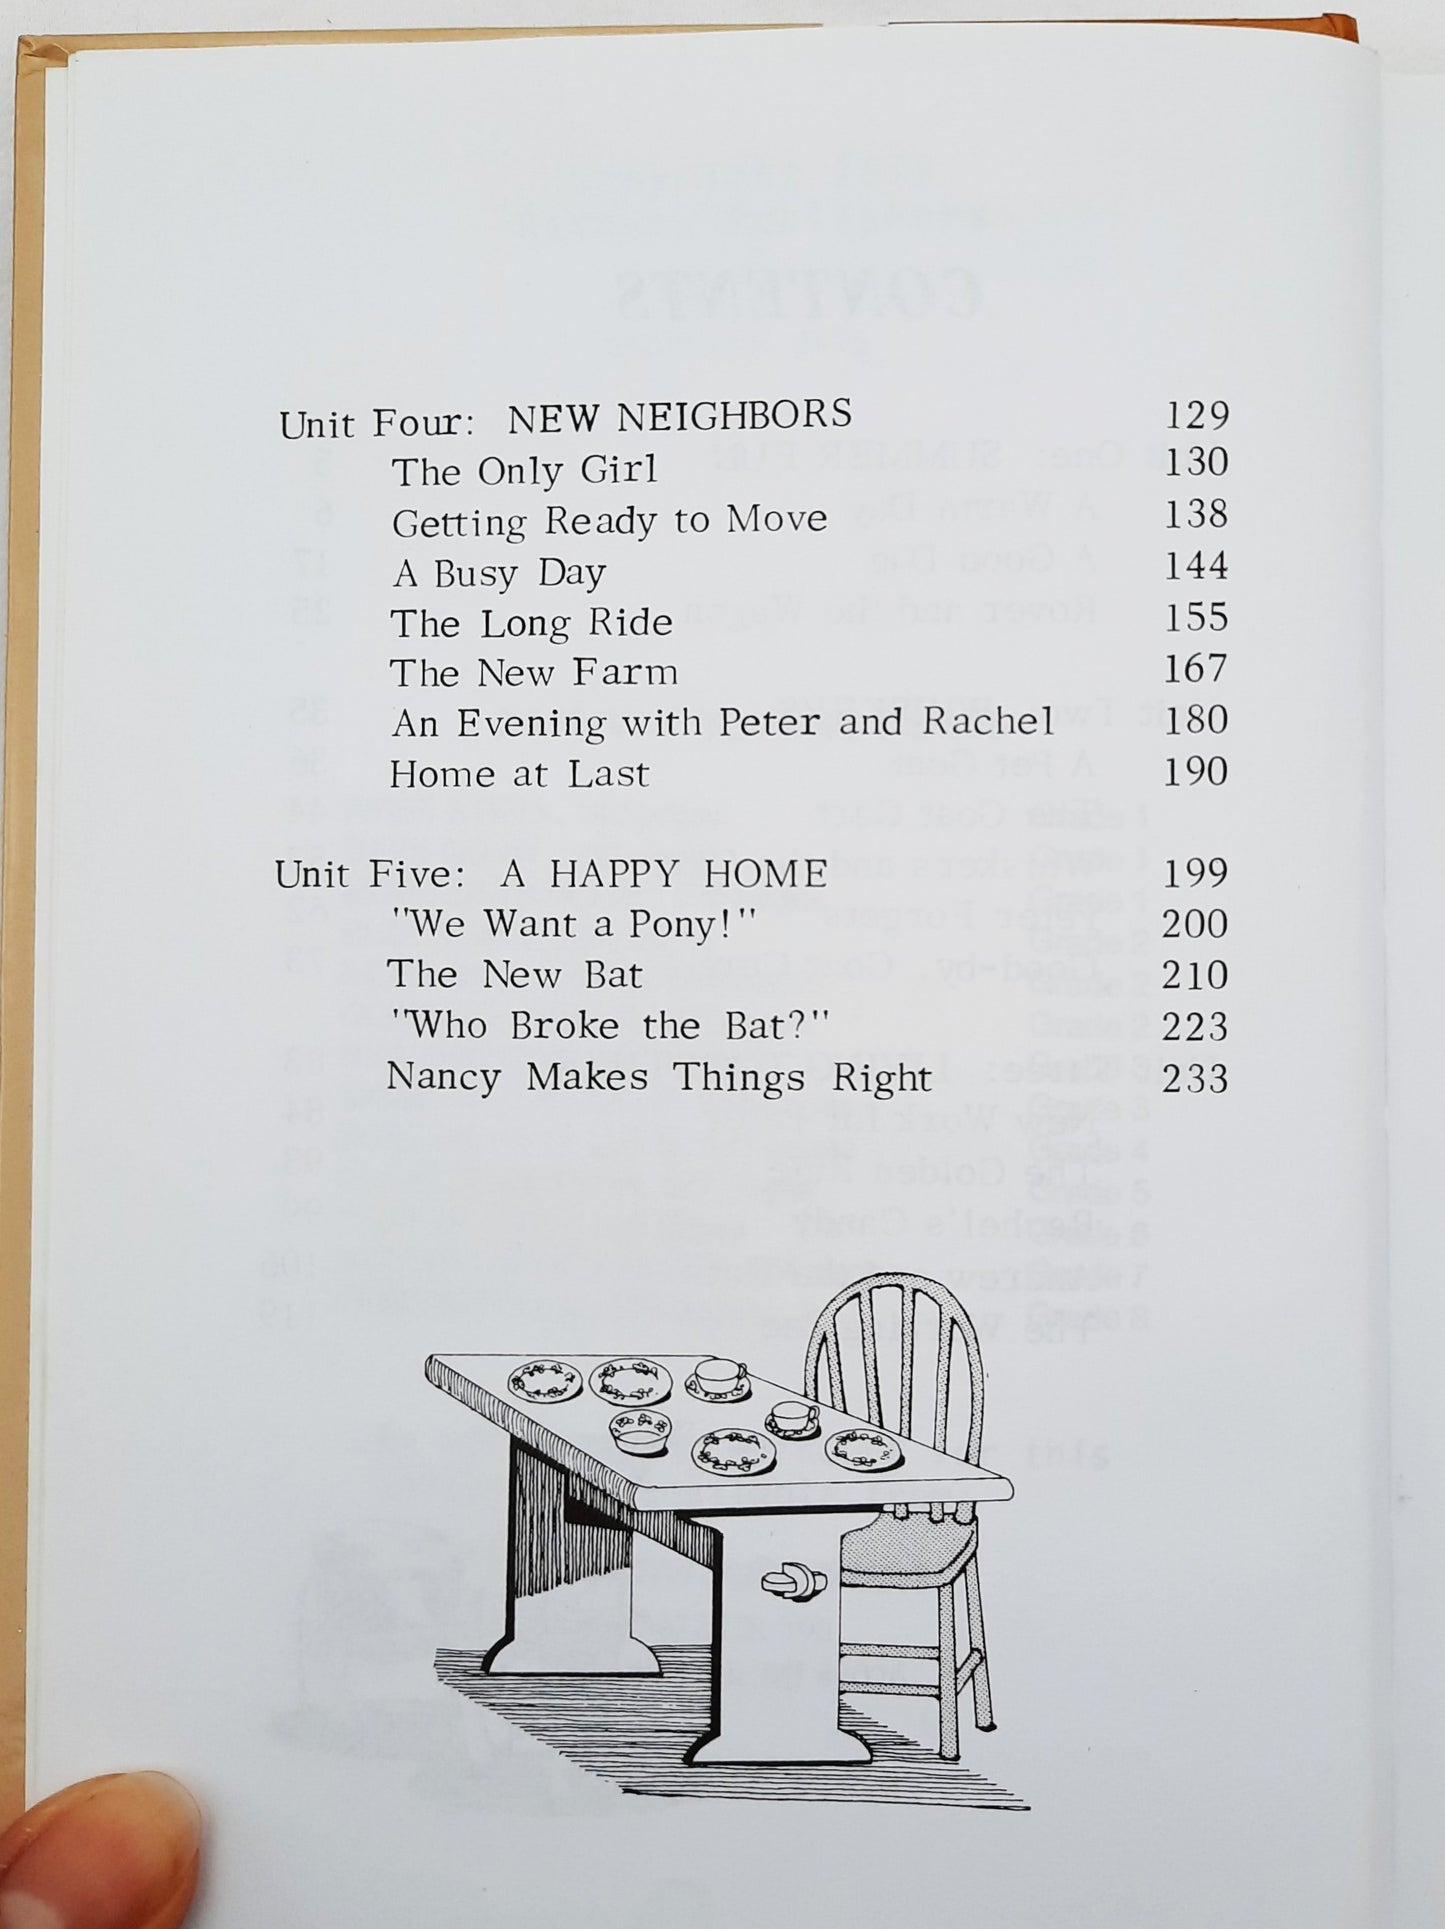 Unit Four: NEW NEIGHBORS 129
The Only Girl 130
Getting Ready to Move 138
A Busy Day 144
The Long Ride 155
The New Farm 167
An Evening with Peter and Rachel 180
Home at Last 190
Unit Five: A HAPPY HOME 199
"We Want a Pony!" 200
The New Bat 210
"Who Broke the Bat?" 223
Nancy Makes Things Right 233